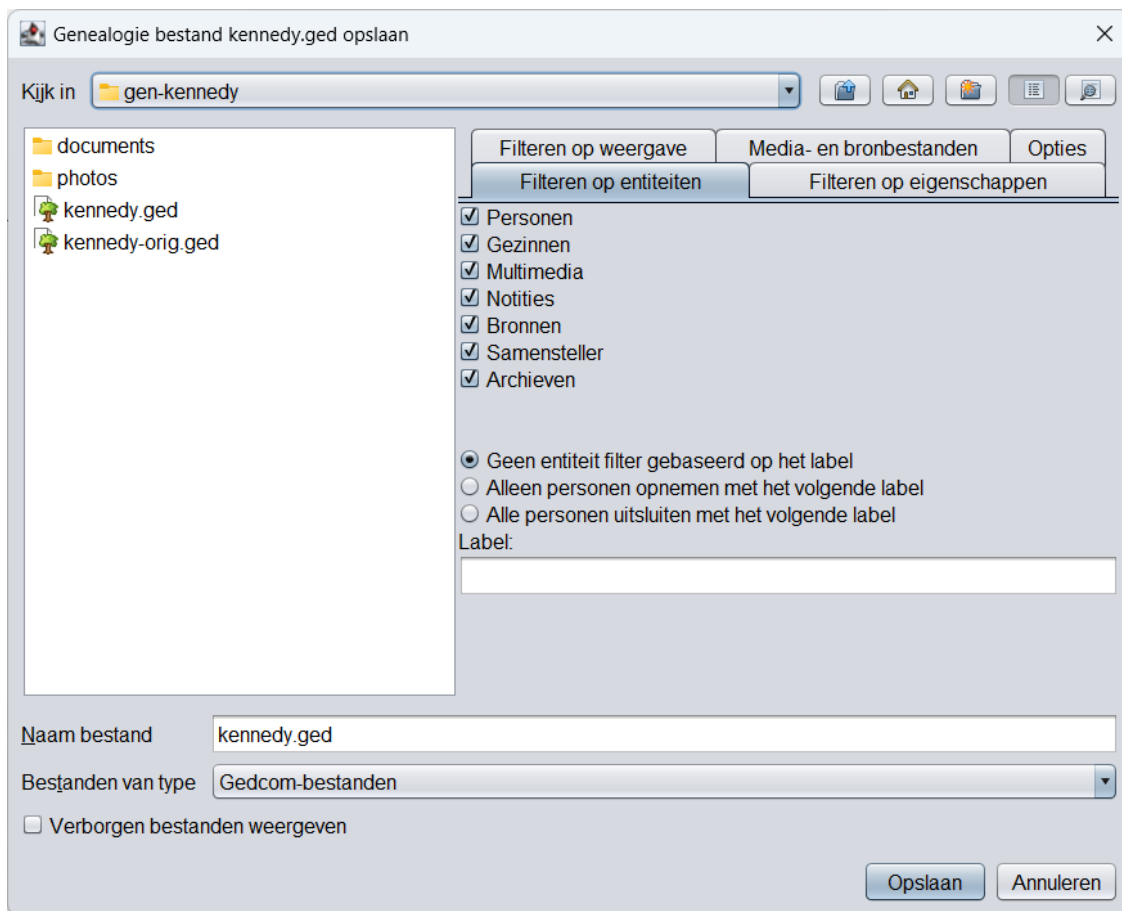 Genealogie bestand kennedy.ged opslaan
Kijk in gen-kennedy
documents
photos
kennedy.ged
kennedy-orig.ged
Filteren op weergave Media- en bronbestanden Opties
Filteren op entiteiten Filteren op eigenschappen
Personen
Gezinnen
Multimedia
Notities
Bronnen
Samensteller
Archieven
Geen entiteit filter gebaseerd op het label
Alleen personen opnemen met het volgende label
Alle personen uitsluiten met het volgende label
Label:
Naam bestand kennedy.ged
Bestanden van type Gedcom-bestanden
Verborgen bestanden weergeven
Opslaan Annuleren